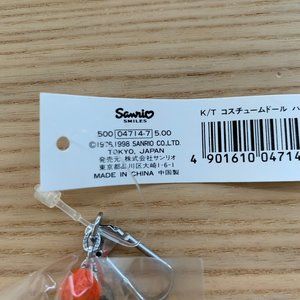 Sanrio
SMILES
500 04714-7 5.00
©1976,1998 SANRIO CO.,LTD.
TOKYO, JAPAN
発売元 株式会社サンリオ
東京都品川区大崎1-6-1
MADE IN CHINA 中国製
K/T コスチュームドール ハ
4 901610 04714